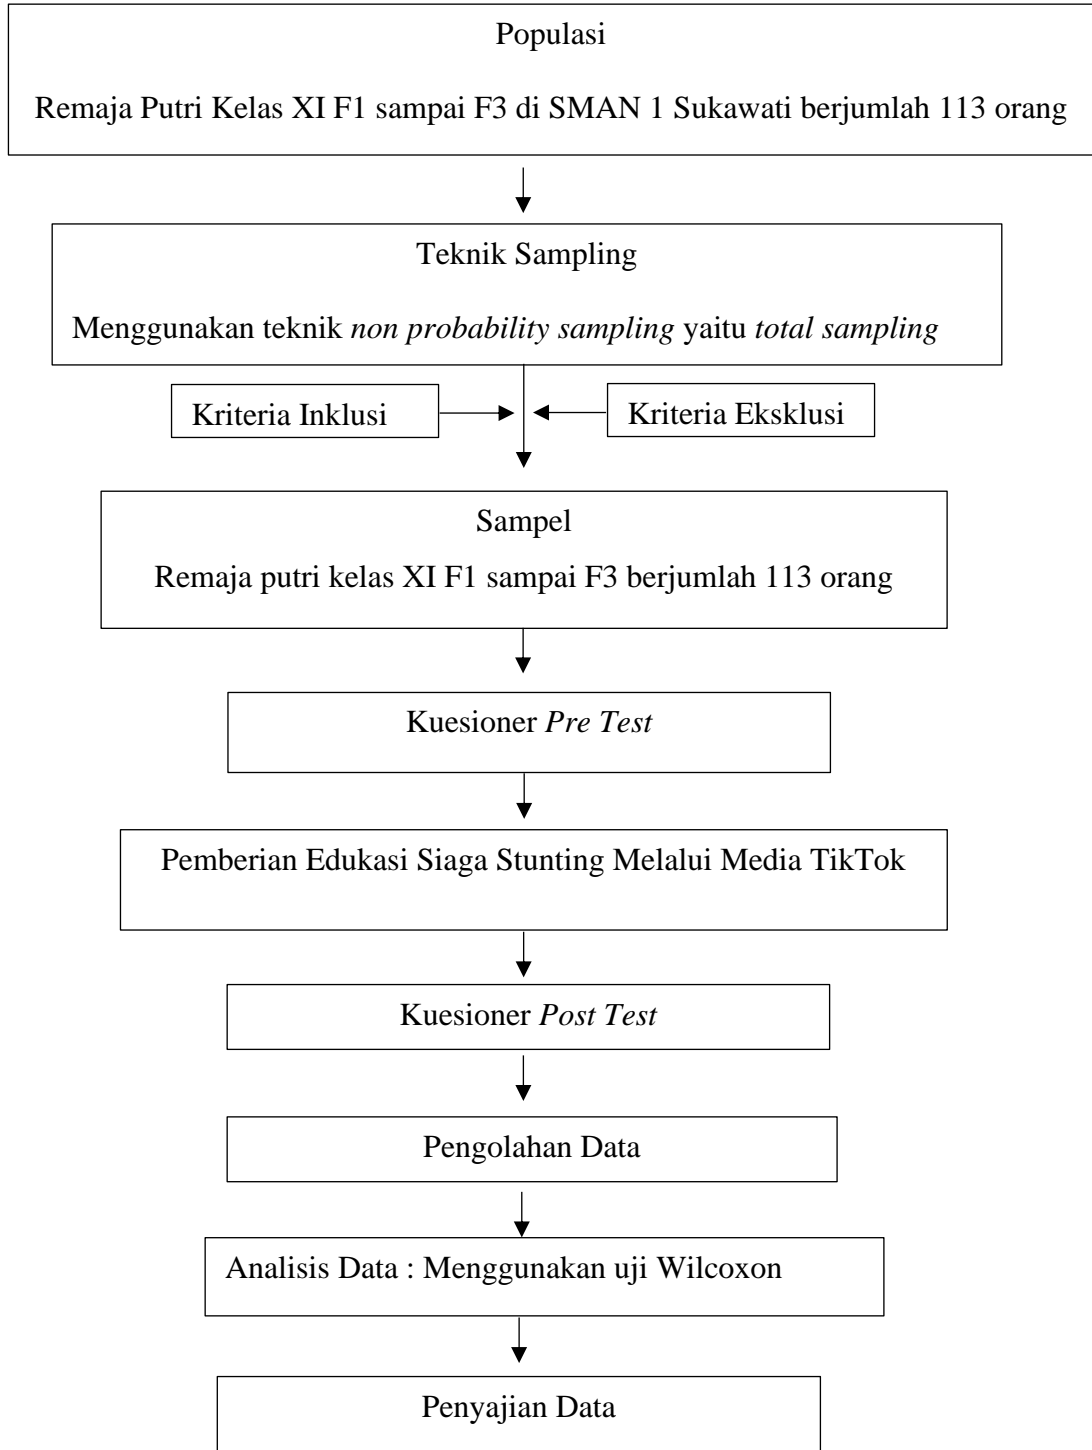 Populasi
Remaja Putri Kelas XI F1 sampai F3 di SMAN 1 Sukawati berjumlah 113 orang
Teknik Sampling
Menggunakan teknik non probability sampling yaitu total sampling
Kriteria Inklusi
Kriteria Eksklusi
Sampel
Remaja putri kelas XI F1 sampai F3 berjumlah 113 orang
Kuesioner Pre Test
Pemberian Edukasi Siaga Stunting Melalui Media TikTok
Kuesioner Post Test
Pengolahan Data
Analisis Data : Menggunakan uji Wilcoxon
Penyajian Data